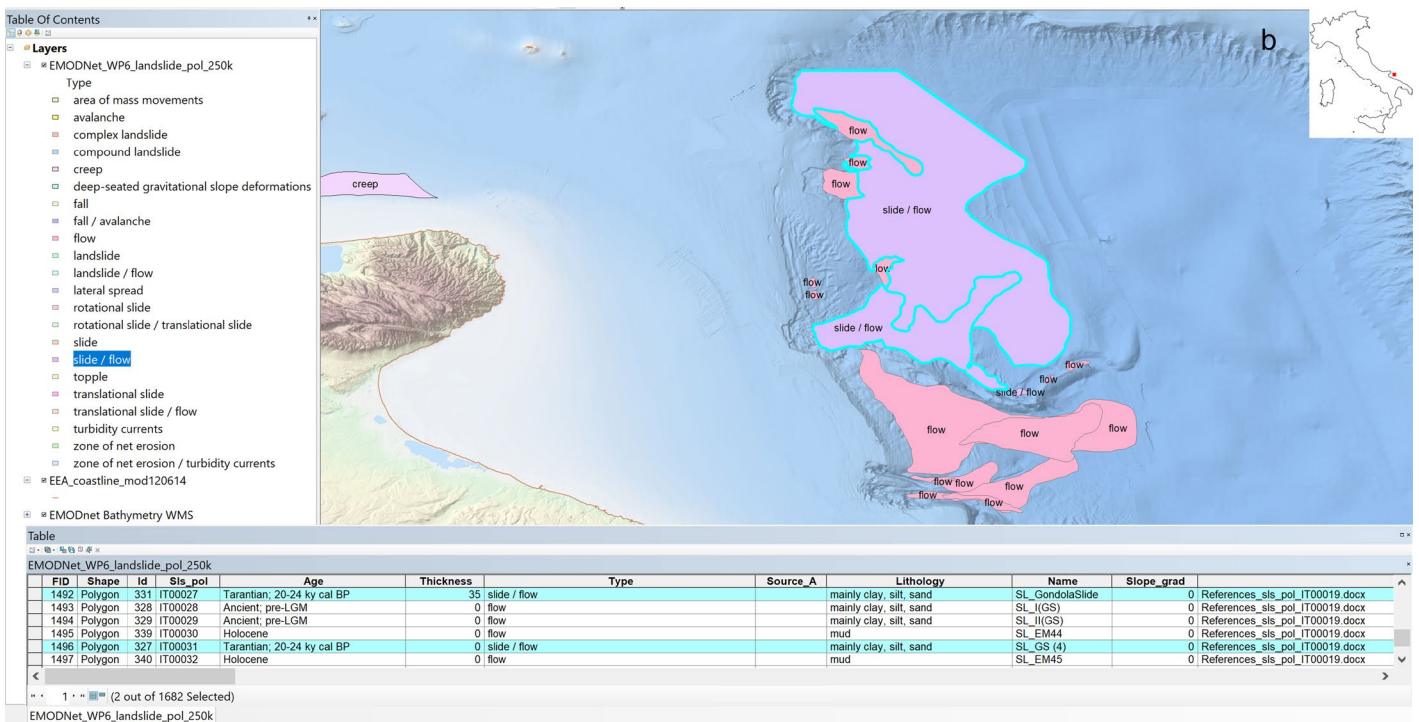 Table Of Contents
Layers
EMODNet_WP6_landslide_pol_250k
Type
area of mass movements
avalanche
complex landslide
compound landslide
creep
deep-seated gravitational slope deformations
fall
fall / avalanche
flow
landslide
landslide / flow
lateral spread
rotational slide
rotational slide / translational slide
slide
slide / flow
topple
translational slide
translational slide / flow
turbidity currents
zone of net erosion
zone of net erosion / turbidity currents
EEA_coastline_mod120614
EMODnet Bathymetry WMS
b
flow
flow
creep
flow
slide / flow
low
flow
flow
slide / flow
flow
flow
slide / flow
flow
flow
flow
flow flow
flow
flow
flow
Table
EMODNet_WP6_landslide_pol_250k
FID Shape Id Sls_pol Age Thickness Type Source_A Lithology Name Slope_grad
1492 Polygon 331 IT00027 Tarantian; 20-24 ky cal BP 35 slide / flow mainly clay, silt, sand SL_GondolaSlide 0 References_sls_pol_IT00019.docx
1493 Polygon 328 IT00028 Ancient; pre-LGM 0 flow mainly clay, silt, sand SL_I(GS) 0 References_sls_pol_IT00019.docx
1494 Polygon 329 IT00029 Ancient; pre-LGM 0 flow mainly clay, silt, sand SL_II(GS) 0 References_sls_pol_IT00019.docx
1495 Polygon 339 IT00030 Holocene 0 flow mud SL_EM44 0 References_sls_pol_IT00019.docx
1496 Polygon 327 IT00031 Tarantian; 20-24 ky cal BP 0 slide / flow mainly clay, silt, sand SL_GS (4) 0 References_sls_pol_IT00019.docx
1497 Polygon 340 IT00032 Holocene 0 flow mud SL_EM45 0 References_sls_pol_IT00019.docx
1 (2 out of 1682 Selected)
EMODNet_WP6_landslide_pol_250k